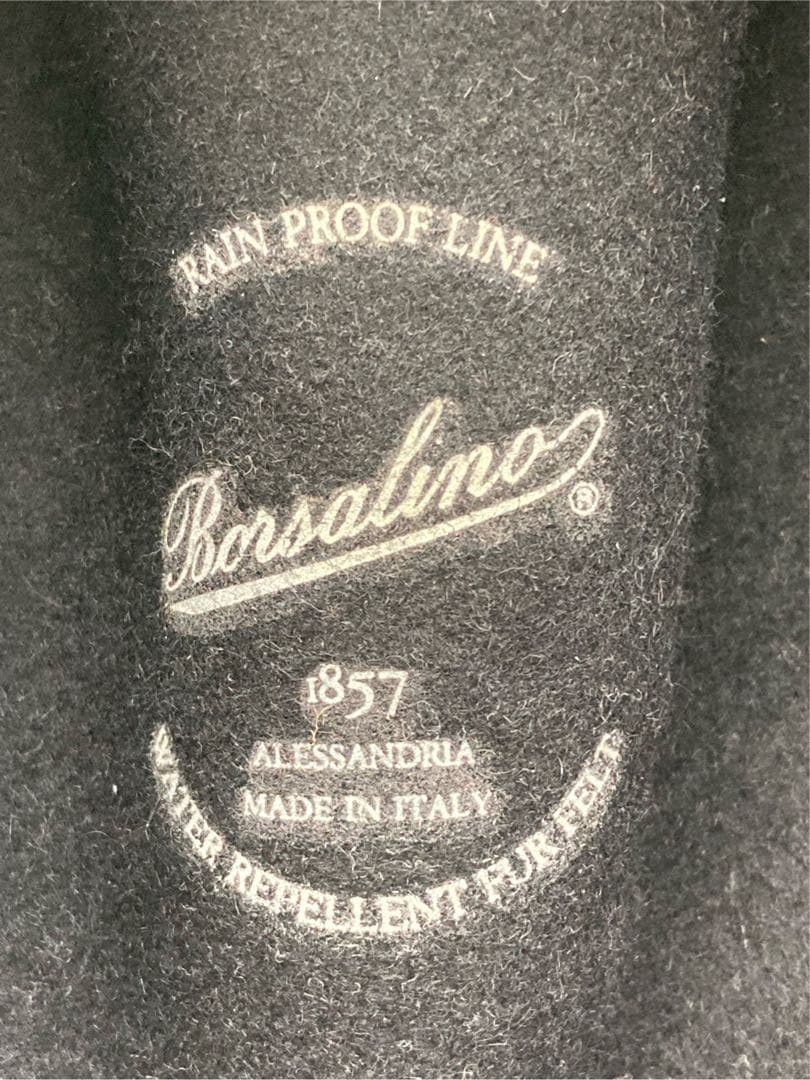 RAIN PROOF LINE
Borsalino®
1857
ALESSANDRIA
MADE IN ITALY
WATER REPELLENT FUR FELT